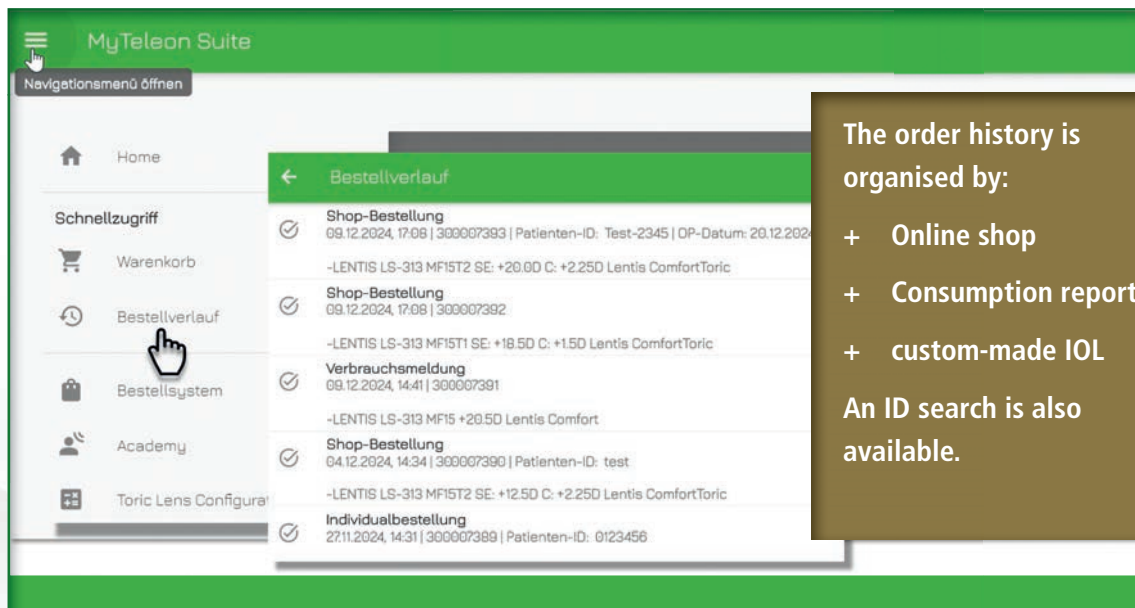 MyTeleon Suite
Navigationsmenü öffnen
Home
Schnellzugriff
Warenkorb
Bestellverlauf
Bestellsystem
Academy
Toric Lens Configurat
Bestellverlauf
Shop-Bestellung
09.12.2024, 17:08 | 300007393 | Patienten-ID: Test-2345 | OP-Datum: 20.12.2024
-LENTIS LS-313 MF15T2 SE: +20.0D C: +2.25D Lentis ComfortToric
Shop-Bestellung
09.12.2024, 17:08 | 300007392
-LENTIS LS-313 MF15T1 SE: +18.5D C: +1.5D Lentis ComfortToric
Verbrauchsmeldung
09.12.2024, 14:41 | 300007391
-LENTIS LS-313 MF15 +20.5D Lentis Comfort
Shop-Bestellung
04.12.2024, 14:34 | 300007390 | Patienten-ID: test
-LENTIS LS-313 MF15T2 SE: +12.5D C: +2.25D Lentis ComfortToric
Individualbestellung
27.11.2024, 14:31 | 300007389 | Patienten-ID: 0123456
The order history is
organised by:
+ Online shop
+ Consumption report
+ custom-made IOL
An ID search is also
available.